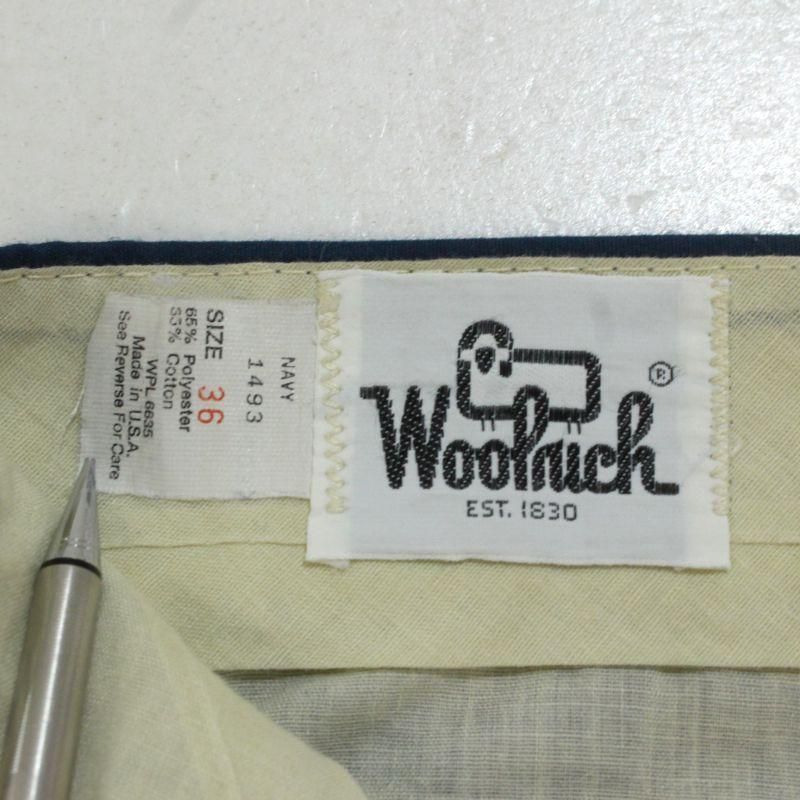 NAVY
1493
SIZE 36
65% Polyester
35% Cotton
WPL 6635
Made in U.S.A.
See Reverse For Care
Woolrich
®
EST. 1830